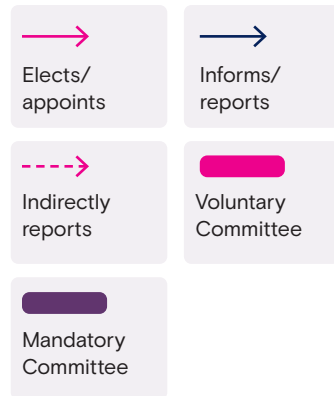 Elects/
appoints
Informs/
reports
Indirectly
reports
Voluntary
Committee
Mandatory
Committee